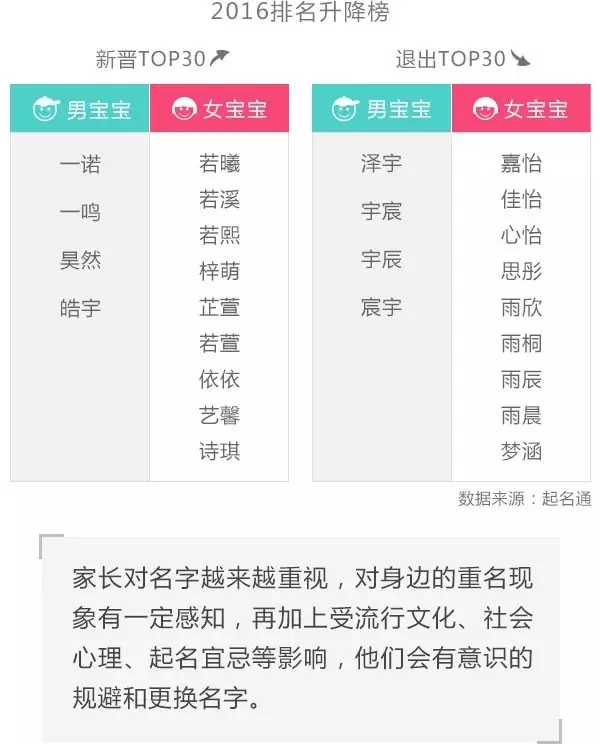 2016排名升降榜
新晋TOP30 退出TOP30
男宝宝 女宝宝 男宝宝 女宝宝
一诺 若曦 泽宇 嘉怡
若溪 佳怡
一鸣 宇宸
若熙 心怡
昊然 宇辰
梓萌 思彤
皓宇 芷萱 宸宇 雨欣
若萱 雨桐
依依 雨辰
艺馨 雨晨
诗琪 梦涵
数据来源：起名通
家长对名字越来越重视，对身边的重名现
象有一定感知，再加上受流行文化、社会
心理、起名宜忌等影响，他们会有意识的
规避和更换名字。